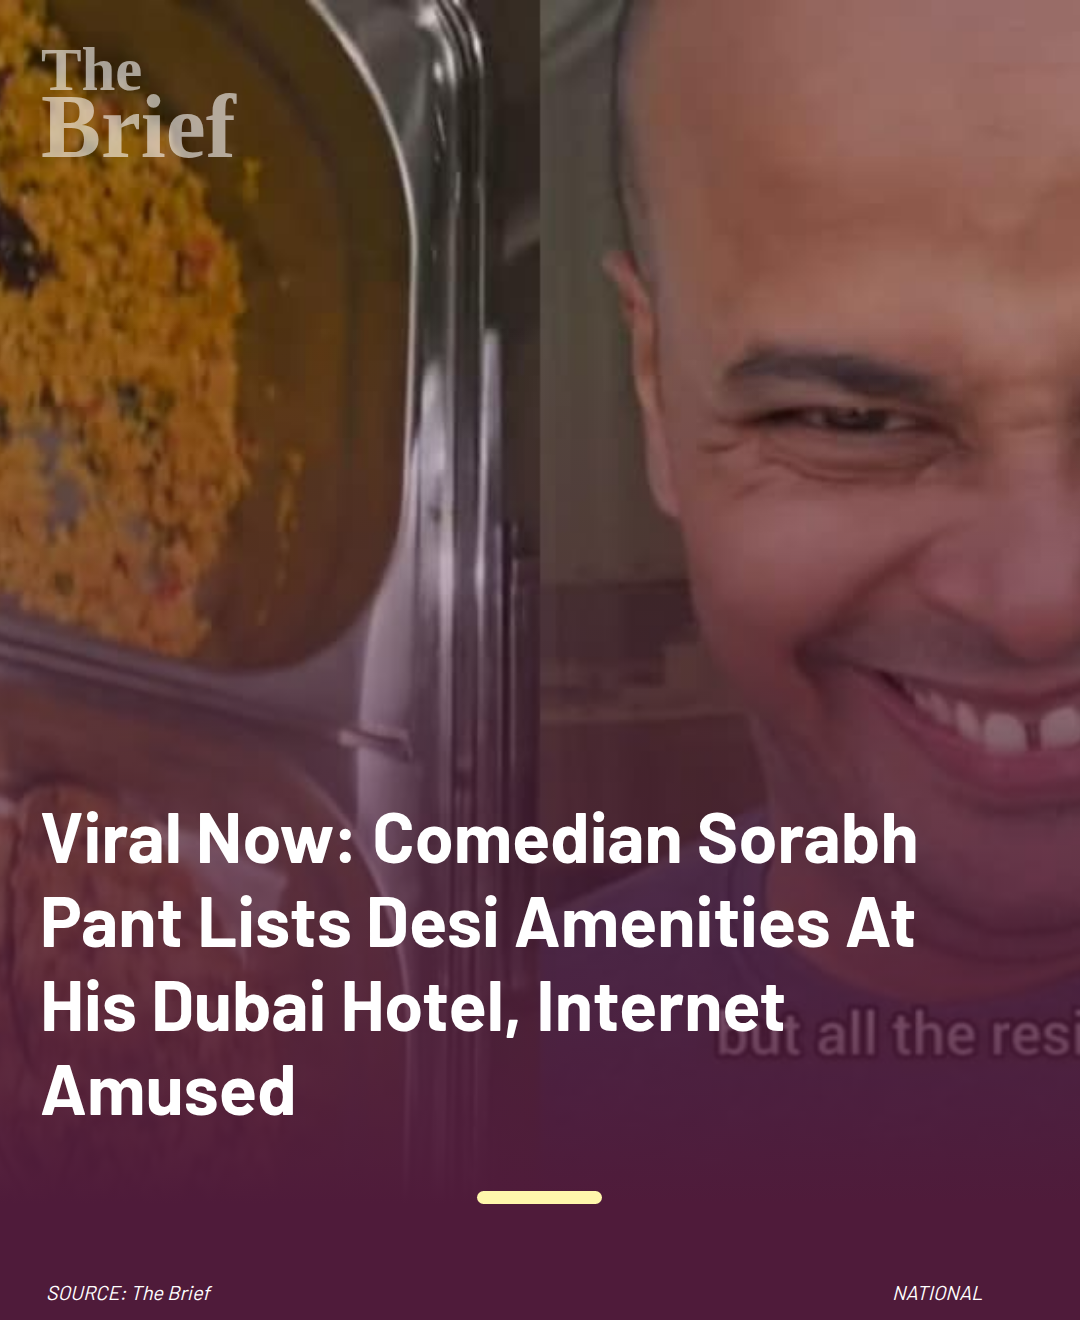 The
Brief
Viral Now: Comedian Sorabh
Pant Lists Desi Amenities At
His Dubai Hotel, Internet
but all the resi
Amused
SOURCE: The Brief
NATIONAL